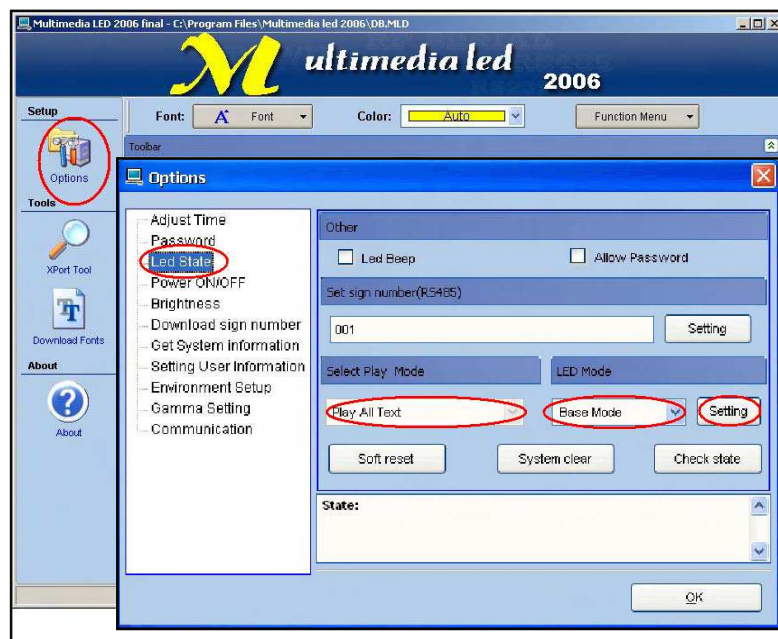 Multimedia LED 2006 final - C:\Program Files\Multimedia led 2006\DB.MLD
Multimedia led 2006
Setup
Font: A Font
Color: Auto
Function Menu
Toolbar
Options
Tools
XPort Tool
Download Fonts
About
About
Options
Adjust Time
Password
Led State
Power ON/OFF
Brightness
Download sign number
Get System information
Setting User Information
Environment Setup
Gamma Setting
Communication
Other
Led Beep
Allow Password
Set sign number(RS485)
001
Setting
Select Play Mode
LED Mode
Play All Text
Base Mode
Setting
Soft reset
System clear
Check state
State:
OK